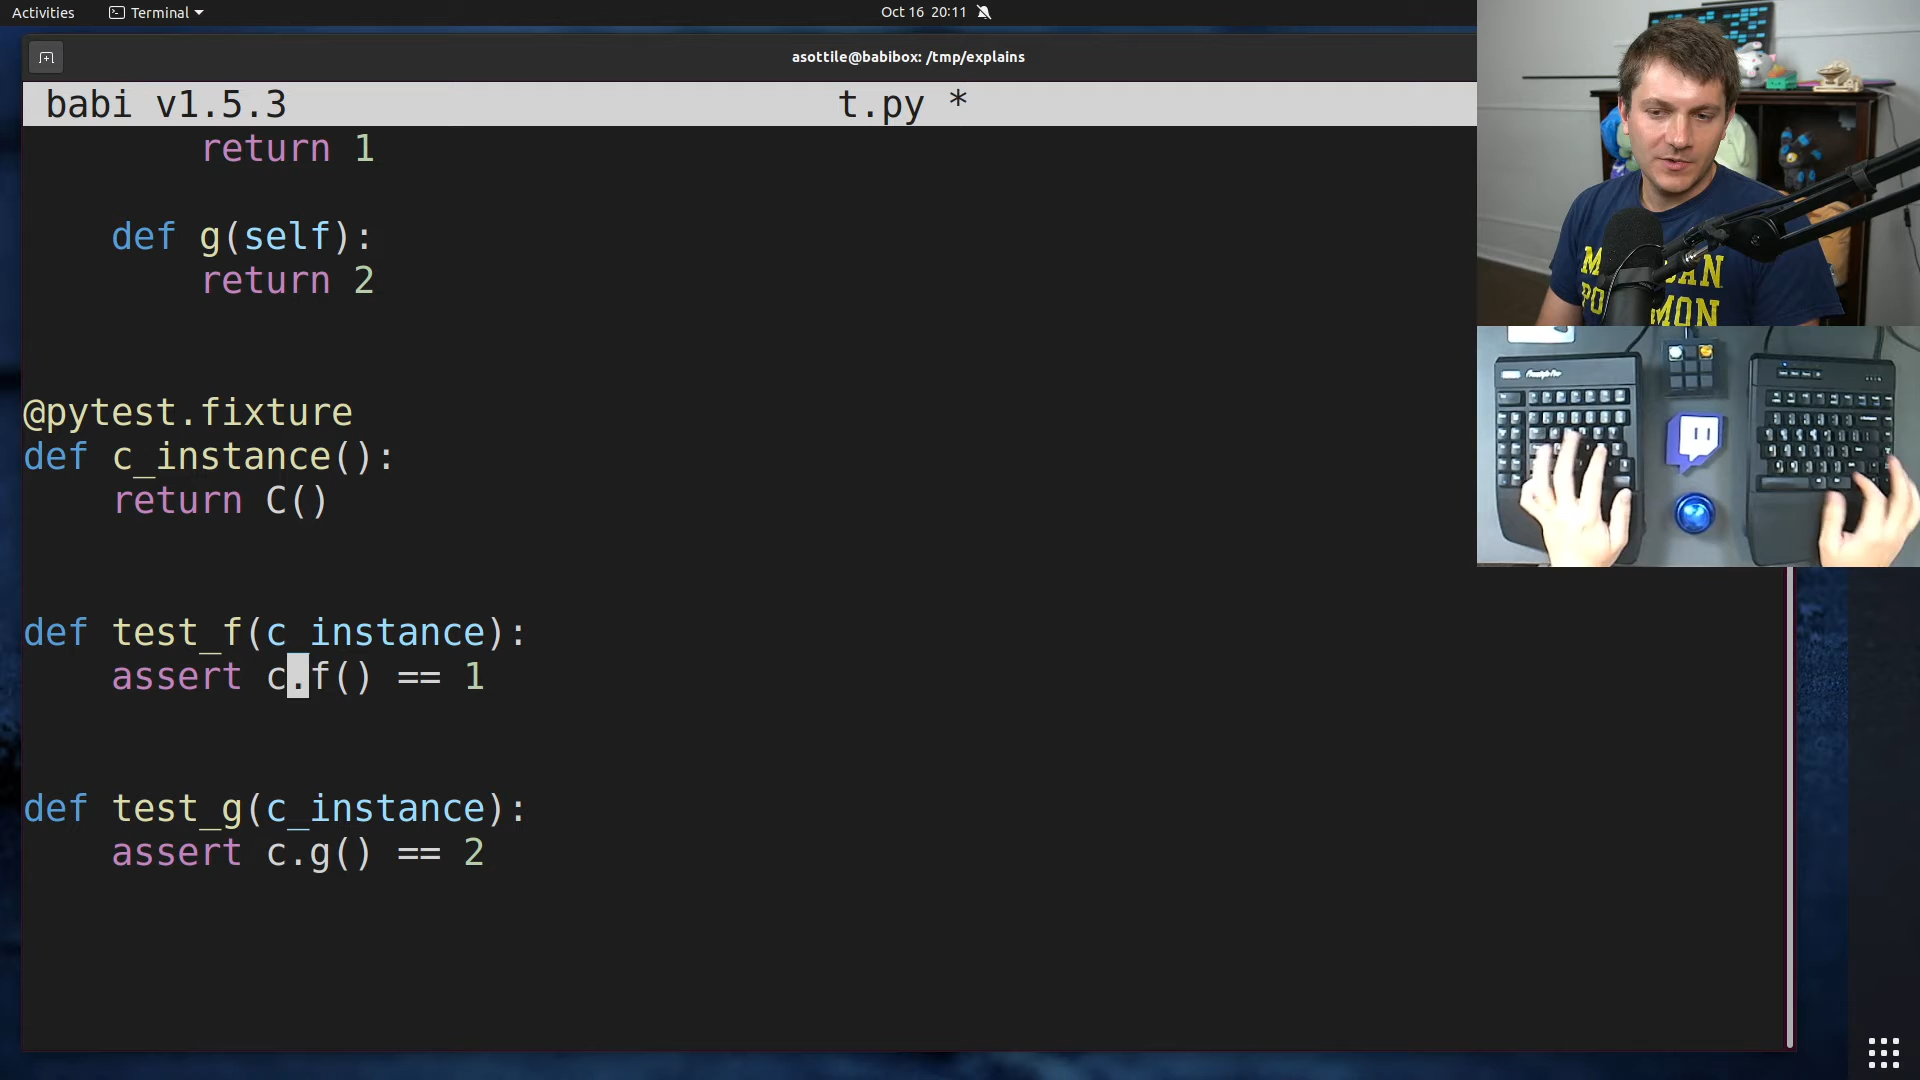 Activities
Terminal
Oct 16 20:11
asottile@babibox: /tmp/explains
babi v1.5.3
t.py *
return 1
def g(self):
return 2
@pytest.fixture
def c_instance():
return C()
def test_f(c_instance):
assert c.f() == 1
def test_g(c_instance):
assert c.g() == 2